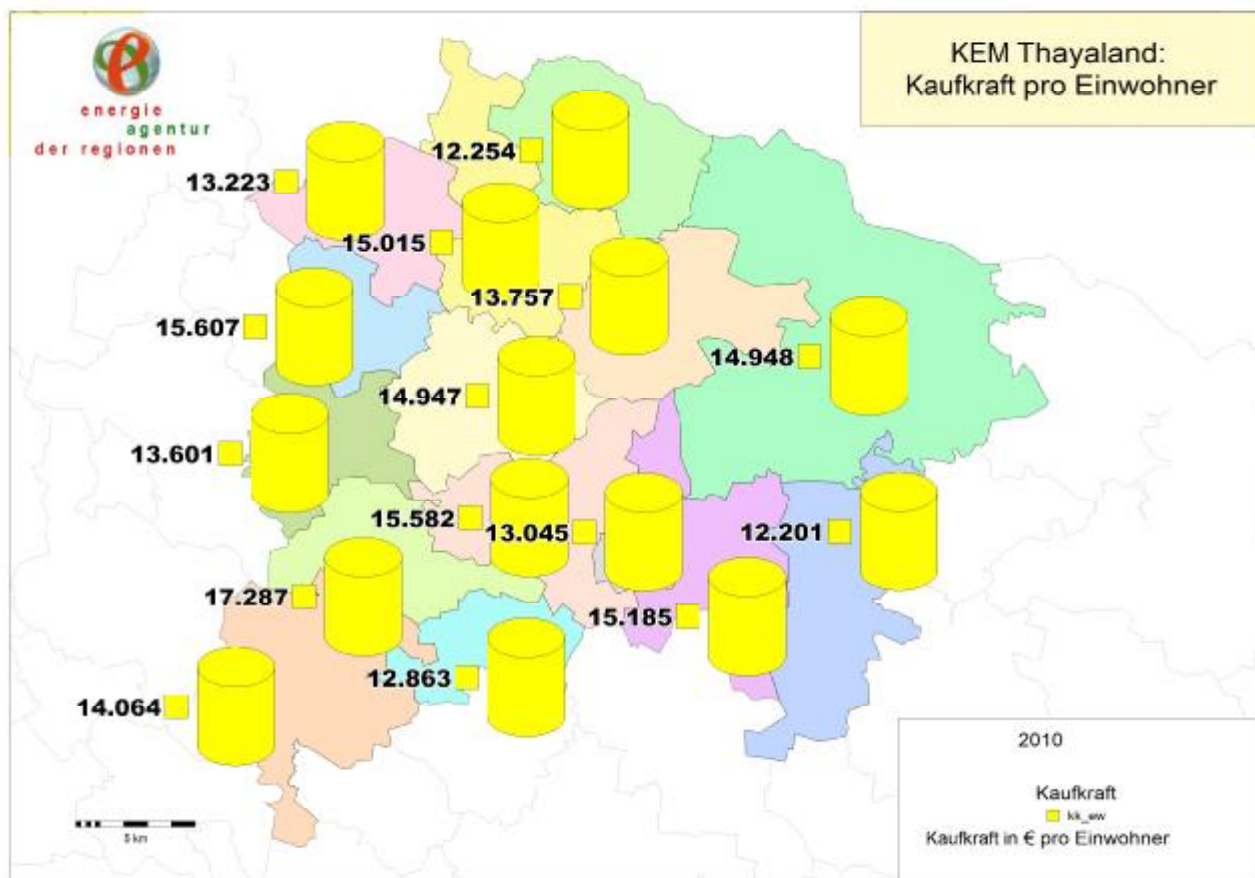 energie
agentur
der regionen
KEM Thayaland:
Kaufkraft pro Einwohner
12.254
13.223
15.015
13.757
15.607
14.948
14.947
13.601
15.582
13.045
12.201
17.287
15.185
12.863
14.064
5 km
2010
Kaufkraft
kk_ew
Kaufkraft in € pro Einwohner